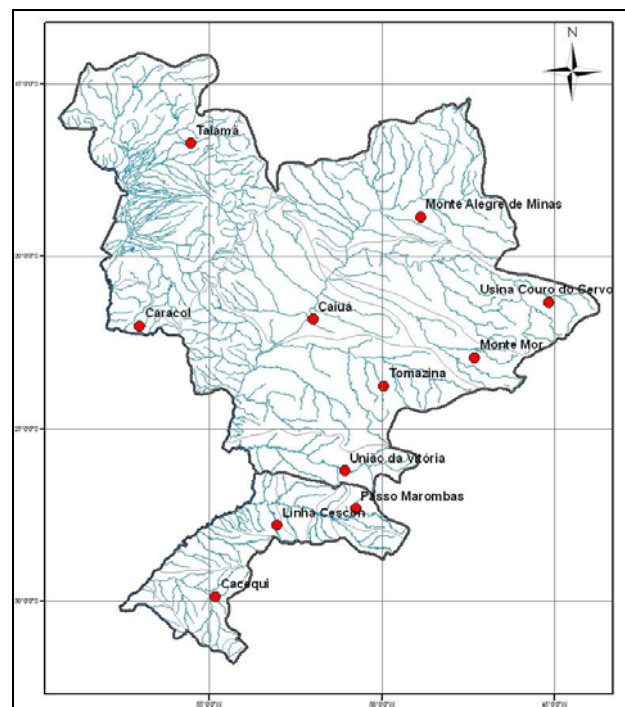 N
Taiamã
Monte Alegre de Minas
Usina Couro do Cervo
Caracol
Caiuá
Monte Mor
Tomazina
União da Vitória
Passo Marombas
Linha Cescon
Cacequi